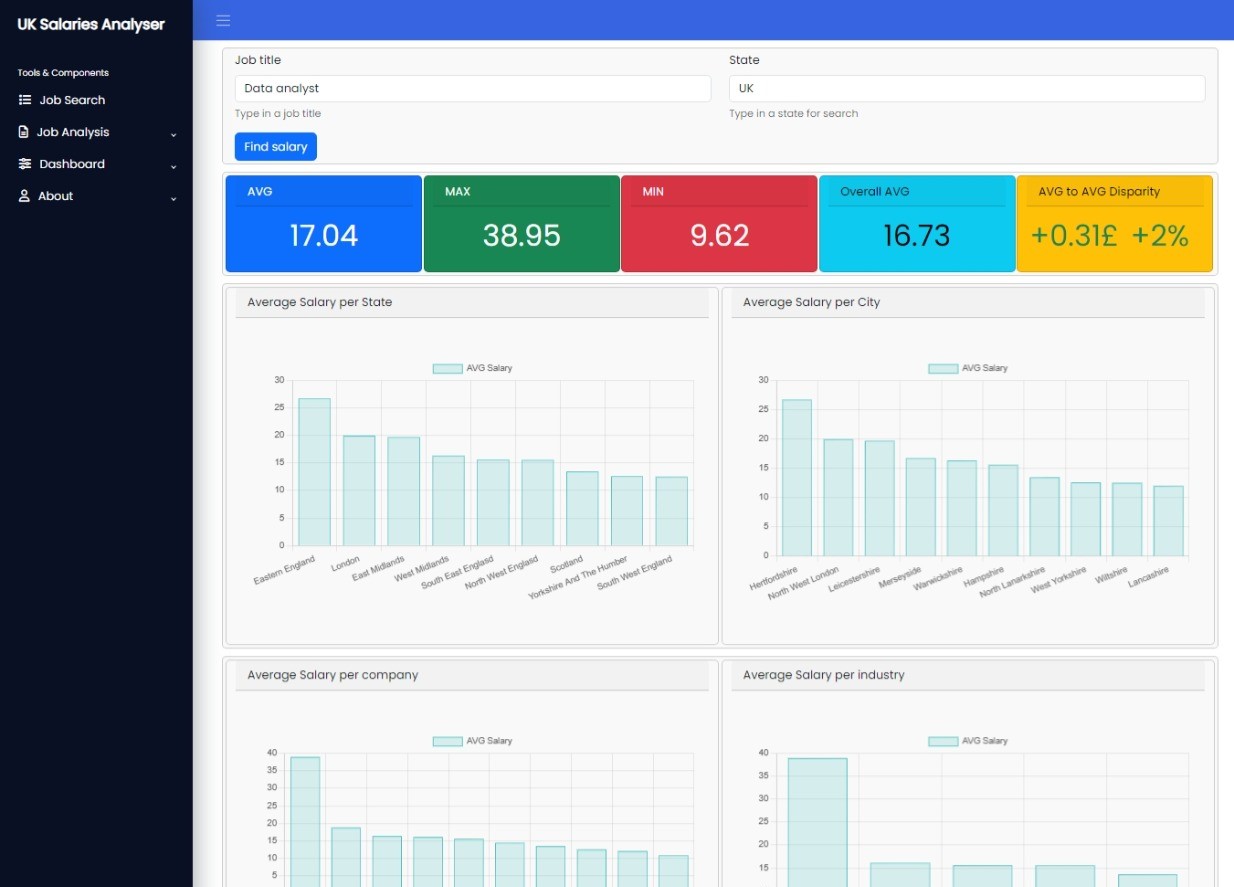 UK Salaries Analyser
Tools & Components
Job Search
Job Analysis
Dashboard
About
Job title
State
Data analyst
UK
Type in a job title
Type in a state for search
Find salary
AVG
MAX
MIN
Overall AVG
AVG to AVG Disparity
17.04
38.95
9.62
16.73
+0.31£ +2%
Average Salary per State
AVG Salary
30
25
20
15
10
5
0
Eastern England
London
East Midlands
West Midlands
South East England
North West England
Scotland
Yorkshire And The Humber
South West England
Average Salary per City
AVG Salary
30
25
20
15
10
5
0
Hertfordshire
North West London
Leicestershire
Merseyside
Warwickshire
Hampshire
North Lanarkshire
West Yorkshire
Wiltshire
Lancashire
Average Salary per company
AVG Salary
40
35
30
25
20
15
10
5
Average Salary per industry
AVG Salary
40
35
30
25
20
15